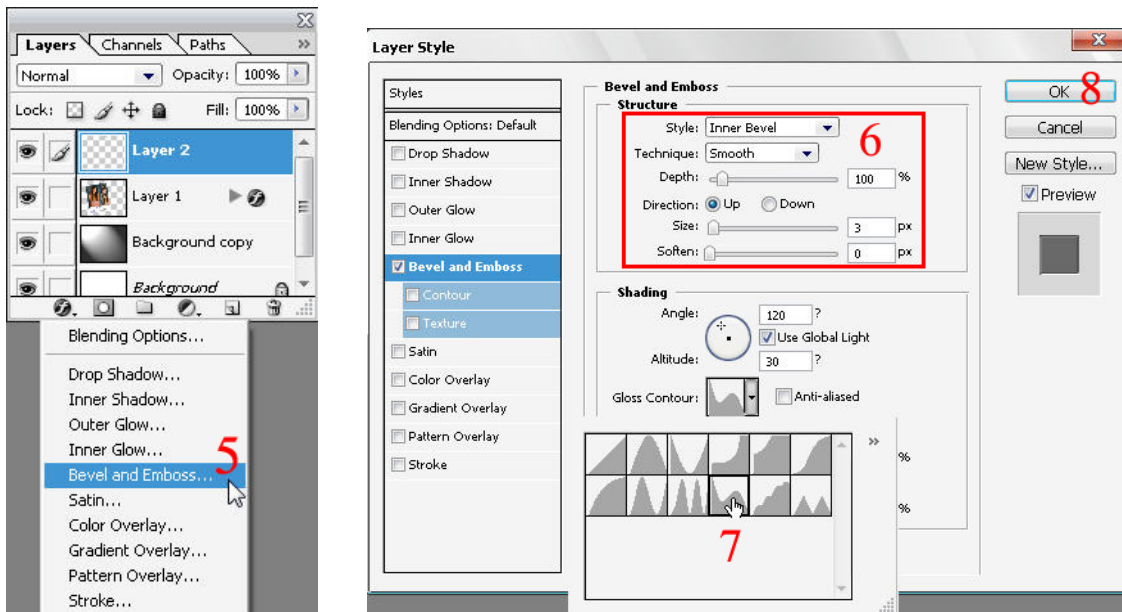 Layers Channels Paths
Normal Opacity: 100%
Lock: Fill: 100%
Layer 2
Layer 1
Background copy
Background
Blending Options...
Drop Shadow...
Inner Shadow...
Outer Glow...
Inner Glow...
5
Bevel and Emboss...
Satin...
Color Overlay...
Gradient Overlay...
Pattern Overlay...
Stroke...
Layer Style
Styles
Blending Options: Default
Drop Shadow
Inner Shadow
Outer Glow
Inner Glow
Bevel and Emboss
Contour
Texture
Satin
Color Overlay
Gradient Overlay
Pattern Overlay
Stroke
Bevel and Emboss
Structure
Style: Inner Bevel
6
Technique: Smooth
Depth: 100 %
Direction: Up Down
Size: 3 px
Soften: 0 px
Shading
Angle: 120 ?
Use Global Light
Altitude: 30 ?
Gloss Contour: Anti-aliased
%
%
7
OK 8
Cancel
New Style...
Preview